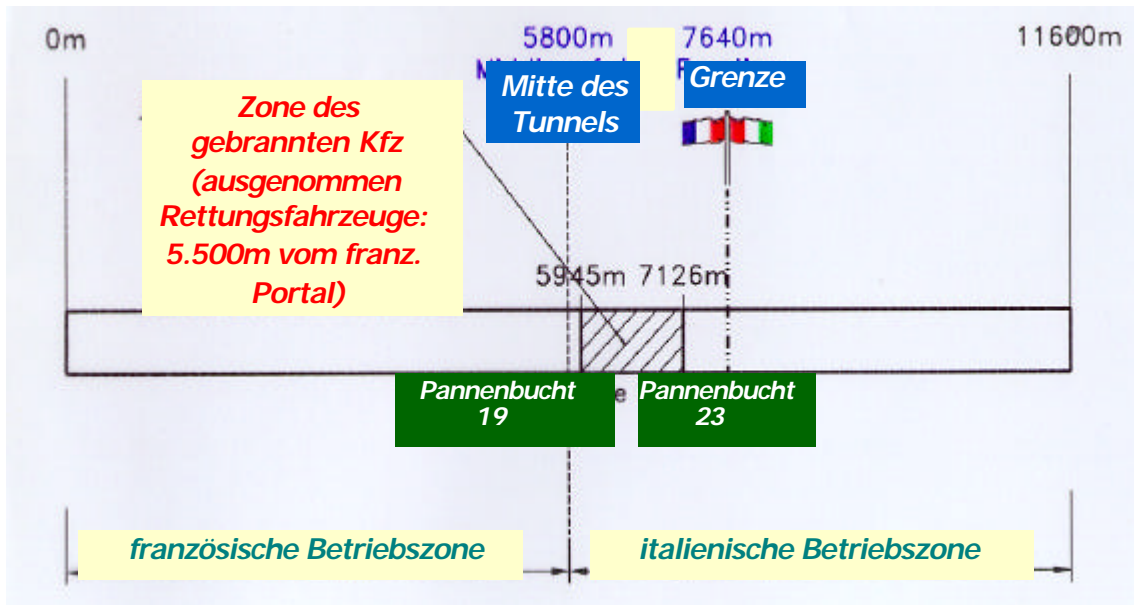 0m
5800m
7640m
11600m
Mitte des
Tunnels
Grenze
Zone des
gebrannten Kfz
(ausgenommen
Rettungsfahrzeuge:
5.500m vom franz.
Portal)
5945m 7126m
Pannenbucht
19
Pannenbucht
23
französische Betriebszone
italienische Betriebszone